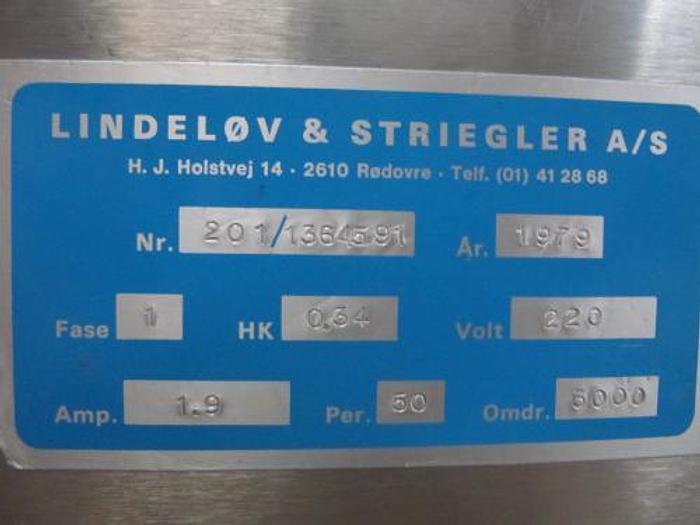 LINDELØV & STRIEGLER A/S
H. J. Holstvej 14 · 2610 Rødovre · Telf. (01) 41 28 68
Nr. 201/1364591 År. 1979
Fase 1 HK 0,34 Volt 220
Amp. 1.9 Per. 50 Omdr.